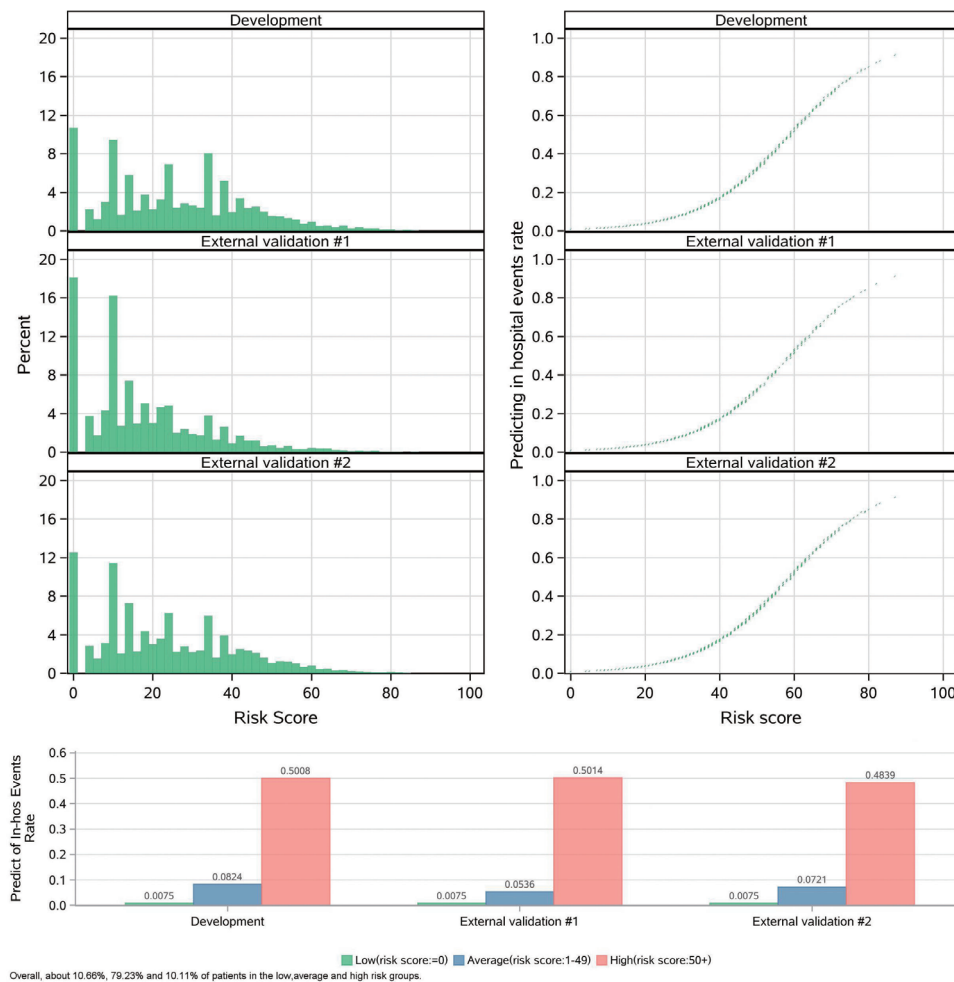 Development
20
16
12
8
4
0
External validation #1
20
16
12
8
4
0
External validation #2
20
16
12
8
4
0
0 20 40 60 80 100
Percent
Risk Score
Development
1.0
0.8
0.6
0.4
0.2
0.0
External validation #1
1.0
0.8
0.6
0.4
0.2
0.0
External validation #2
1.0
0.8
0.6
0.4
0.2
0.0
0 20 40 60 80 100
Predicting in hospital events rate
Risk score
Predict of In-hos Events
Rate
0.6
0.5
0.4
0.3
0.2
0.1
0.0
0.0075 0.0824 0.5008
0.0075 0.0536 0.5014
0.0075 0.0721 0.4839
Development External validation #1 External validation #2
Low(risk score:=0) Average(risk score:1-49) High(risk score:50+)
Overall, about 10.66%, 79.23% and 10.11% of patients in the low,average and high risk groups.